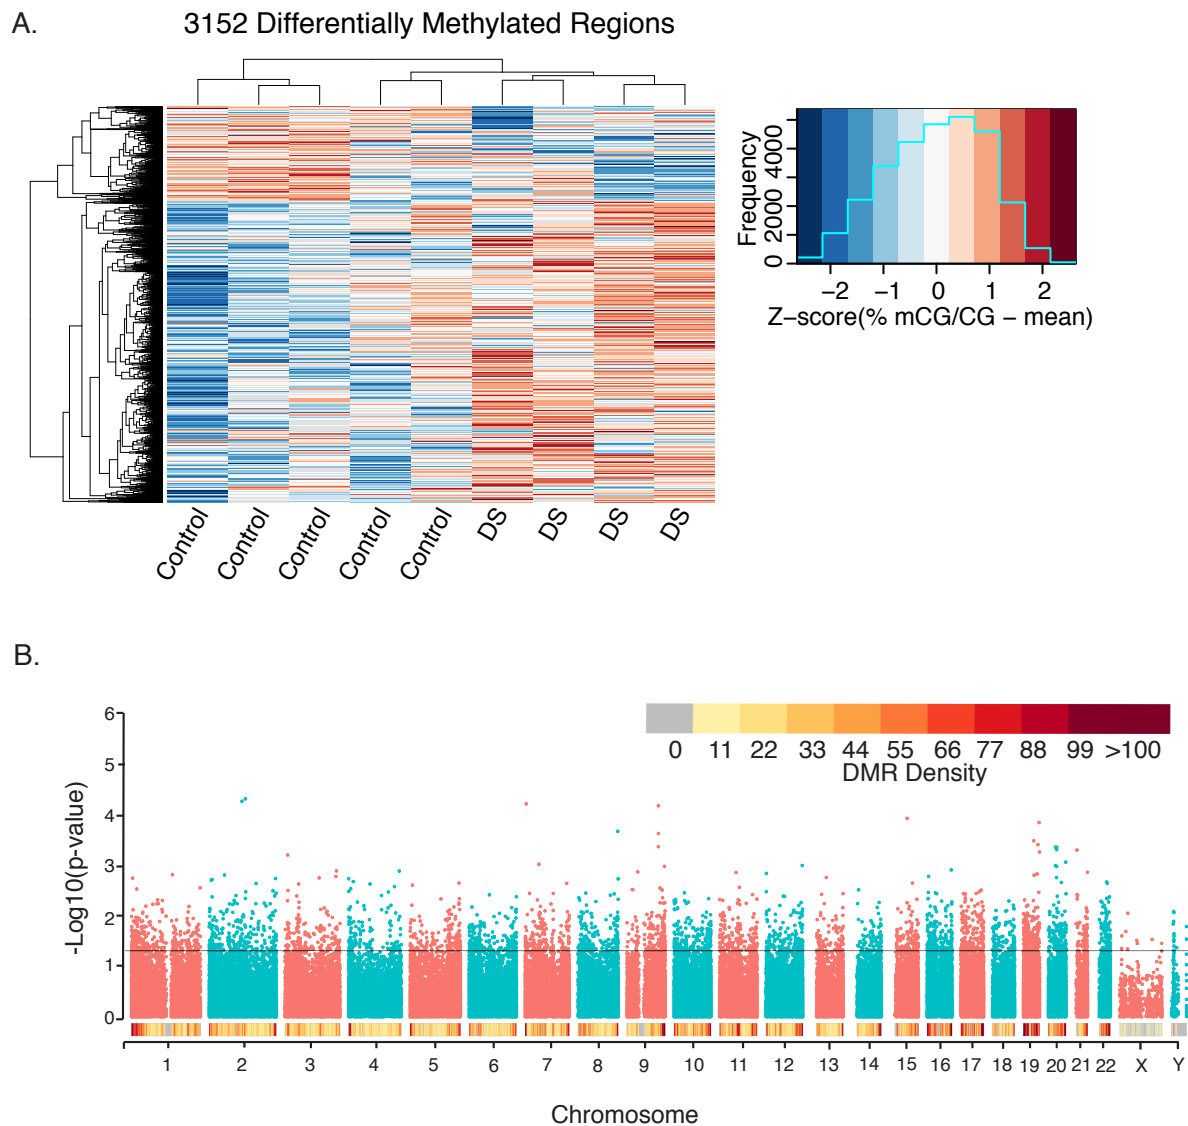 A.
3152 Differentially Methylated Regions
Frequency
0 2000 4000
−2 −1 0 1 2
Z−score(% mCG/CG − mean)
Control Control Control Control Control DS DS DS DS
B.
0 11 22 33 44 55 66 77 88 99 >100
DMR Density
-Log10(p-value)
6
5
4
3
2
1
0
1 2 3 4 5 6 7 8 9 10 11 12 13 14 15 16 17 18 19 20 21 22 X Y
Chromosome